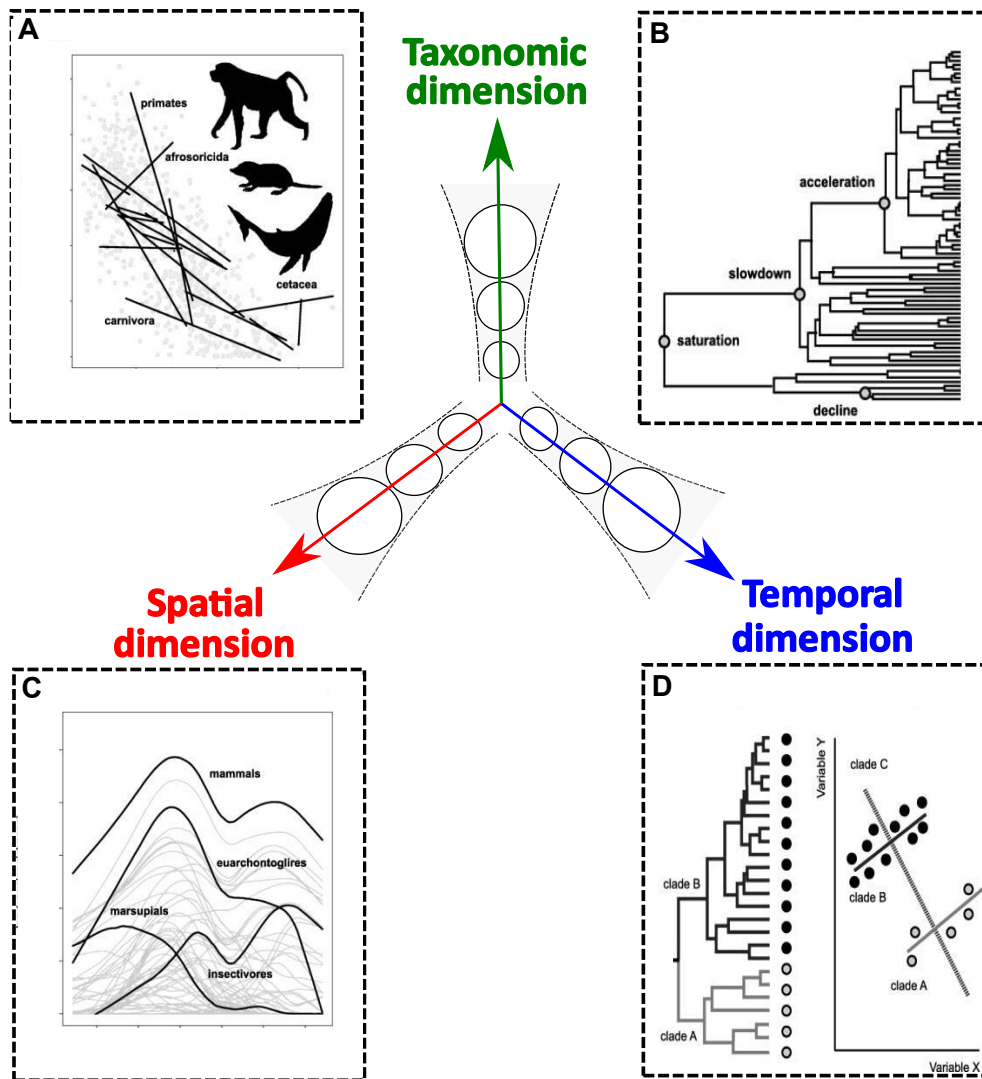 A
primates
afrosoricida
cetacea
carnivora
Taxonomic
dimension
B
acceleration
slowdown
saturation
decline
Spatial
dimension
Temporal
dimension
C
mammals
euarchontoglires
marsupials
insectivores
D
clade B
clade A
Variable Y
clade C
clade B
clade A
Variable X